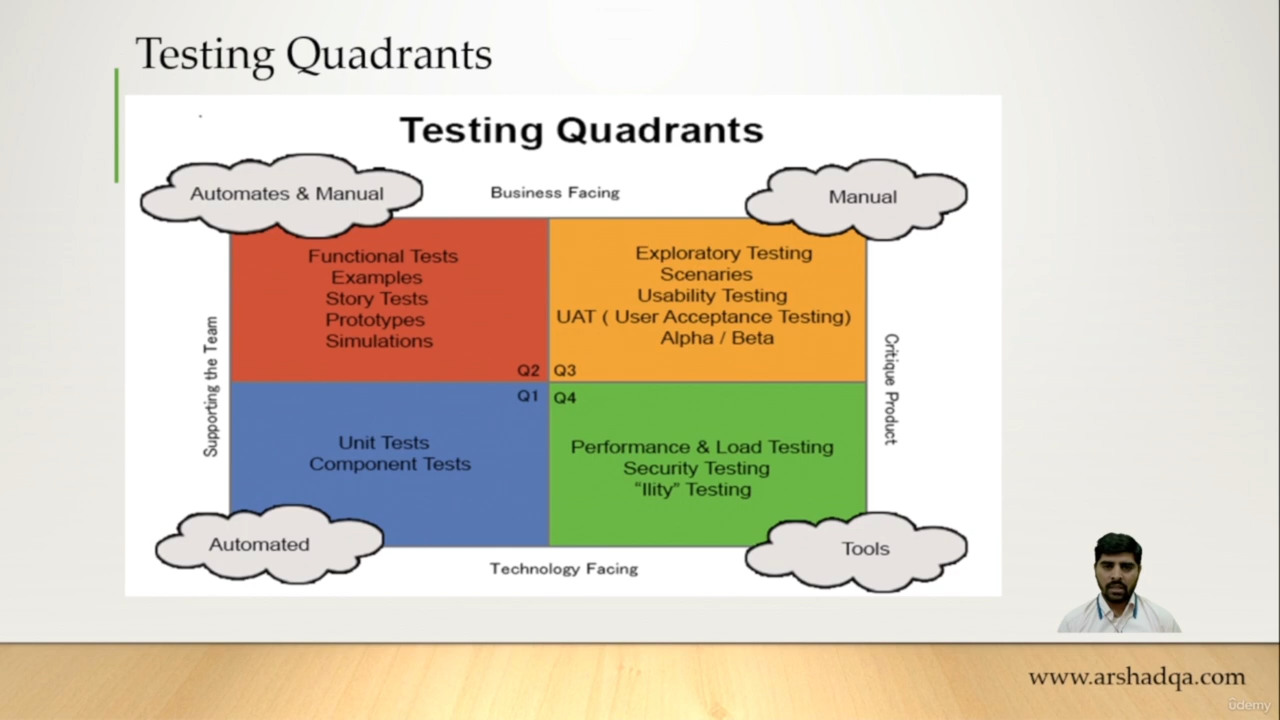 Testing Quadrants
Testing Quadrants
Automates & Manual
Business Facing
Manual
Functional Tests
Examples
Story Tests
Prototypes
Simulations
Q2
Exploratory Testing
Scenaries
Usability Testing
UAT ( User Acceptance Testing)
Alpha / Beta
Q3
Supporting the Team
Critique Product
Q1
Unit Tests
Component Tests
Q4
Performance & Load Testing
Security Testing
“Ility” Testing
Automated
Technology Facing
Tools
www.arshadqa.com
ûdemy